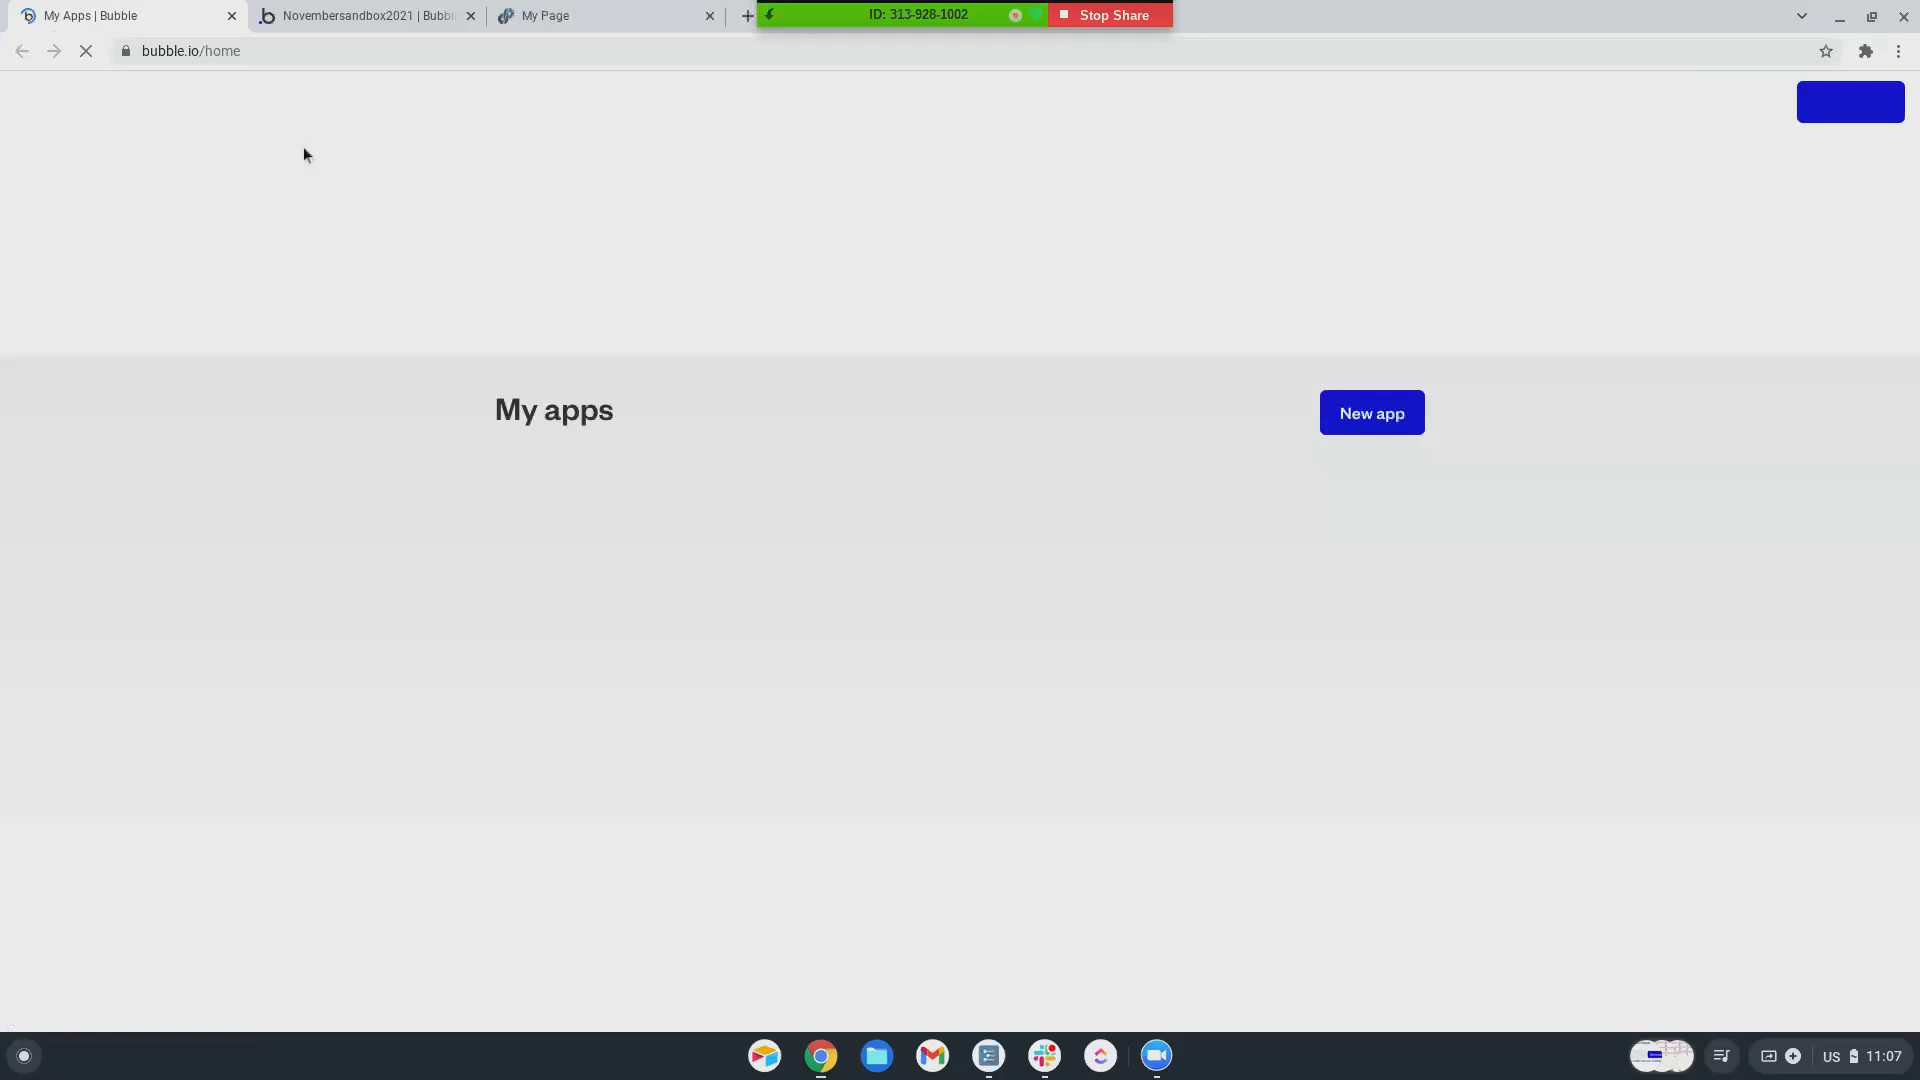 My Apps | Bubble
Novembersandbox2021 | Bubb
My Page
ID: 313-928-1002
Stop Share
bubble.io/home
My apps
New app
US
11:07